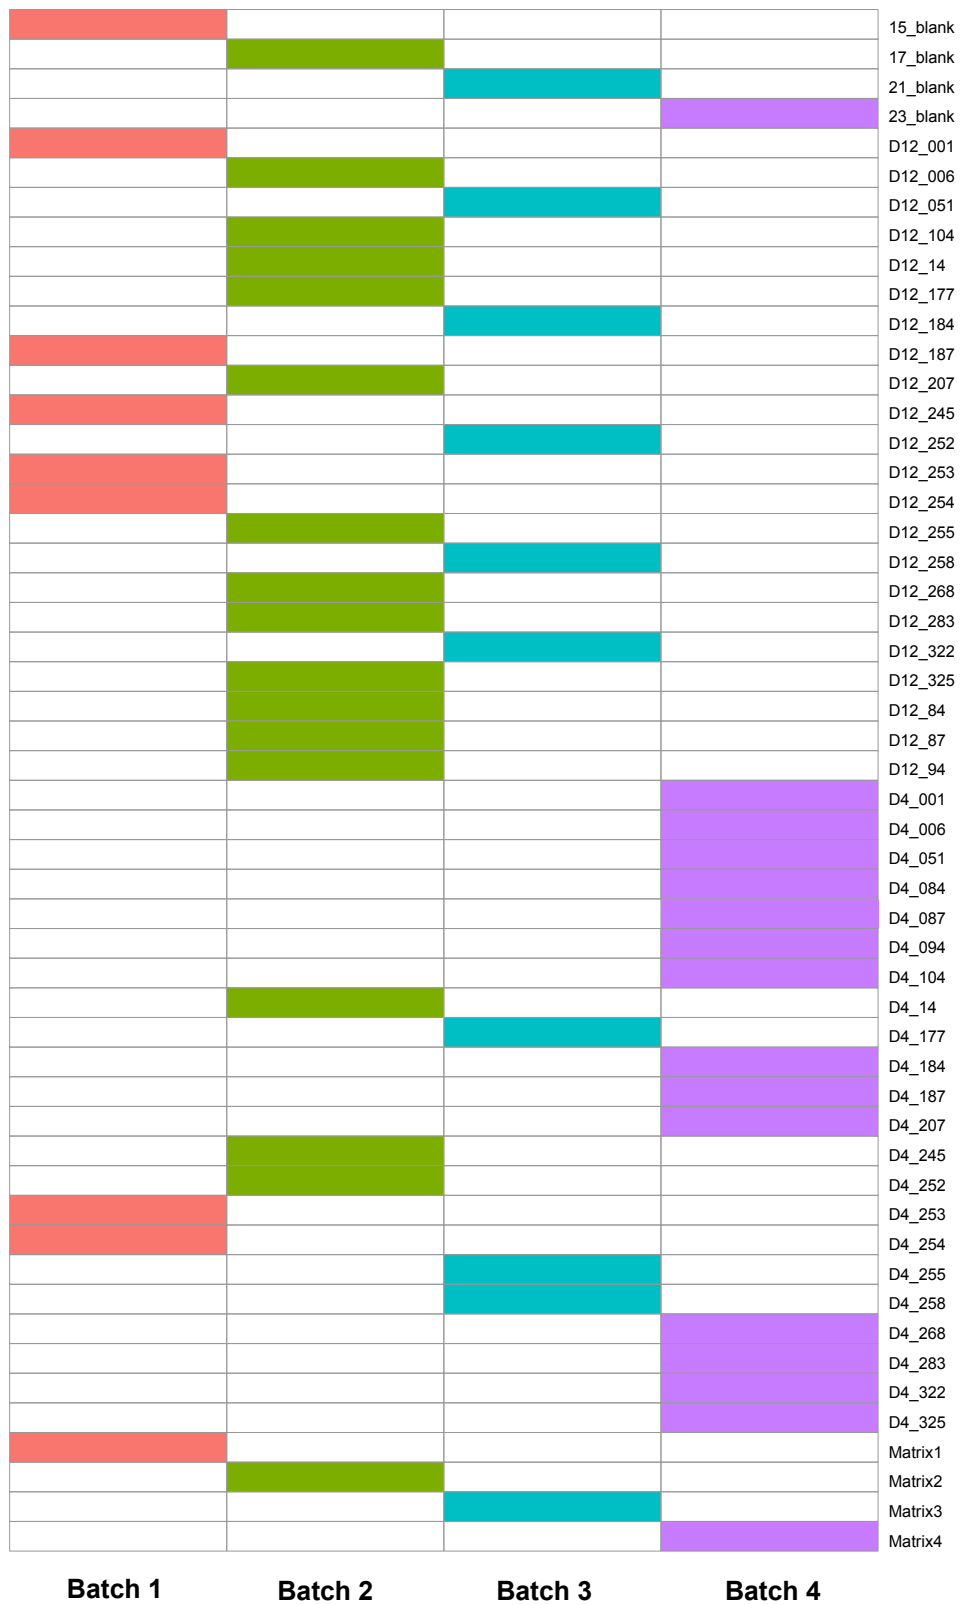 15_blank
17_blank
21_blank
23_blank
D12_001
D12_006
D12_051
D12_104
D12_14
D12_177
D12_184
D12_187
D12_207
D12_245
D12_252
D12_253
D12_254
D12_255
D12_258
D12_268
D12_283
D12_322
D12_325
D12_84
D12_87
D12_94
D4_001
D4_006
D4_051
D4_084
D4_087
D4_094
D4_104
D4_14
D4_177
D4_184
D4_187
D4_207
D4_245
D4_252
D4_253
D4_254
D4_255
D4_258
D4_268
D4_283
D4_322
D4_325
Matrix1
Matrix2
Matrix3
Matrix4
Batch 1 Batch 2 Batch 3 Batch 4